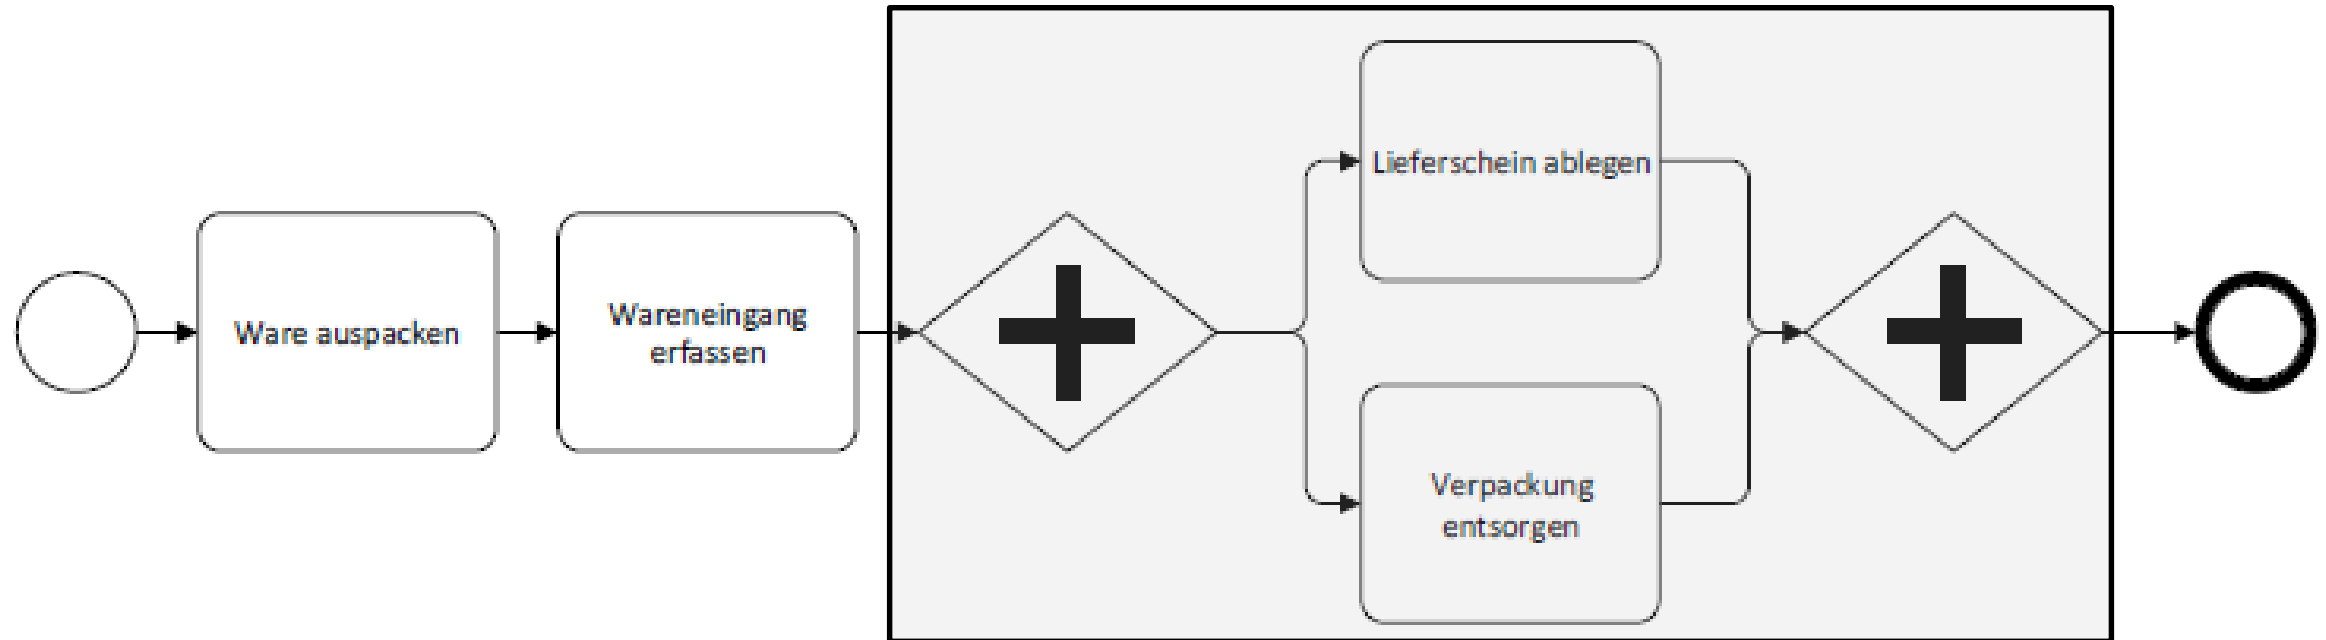 Ware auspacken
Wareneingang
erfassen
Lieferschein ablegen
Verpackung
entsorgen